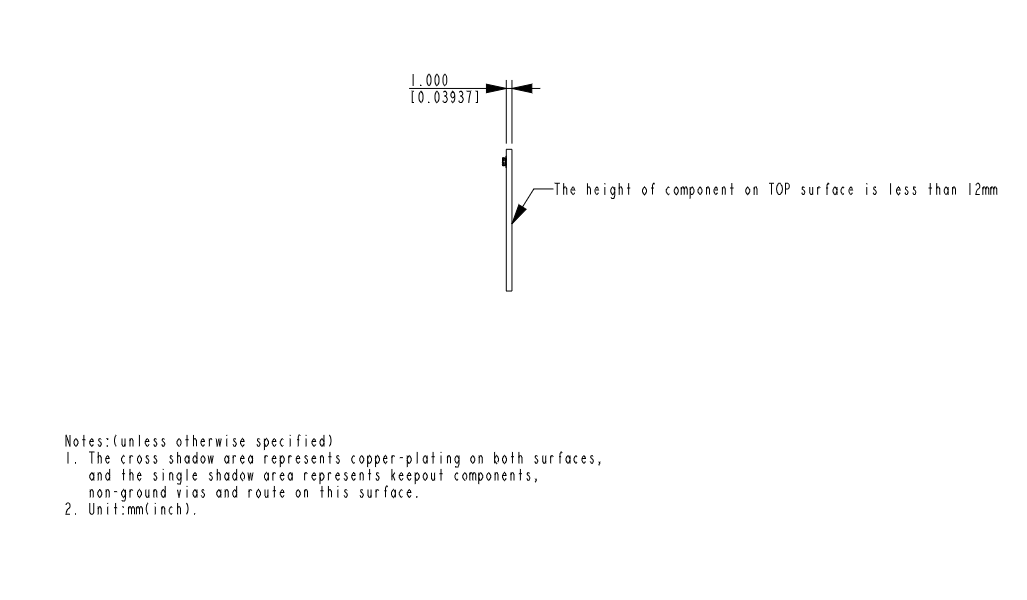 1.000
[0.03937]
The height of component on TOP surface is less than 12mm
Notes:(unless otherwise specified)
1. The cross shadow area represents copper-plating on both surfaces,
and the single shadow area represents keepout components,
non-ground vias and route on this surface.
2. Unit:mm(inch).